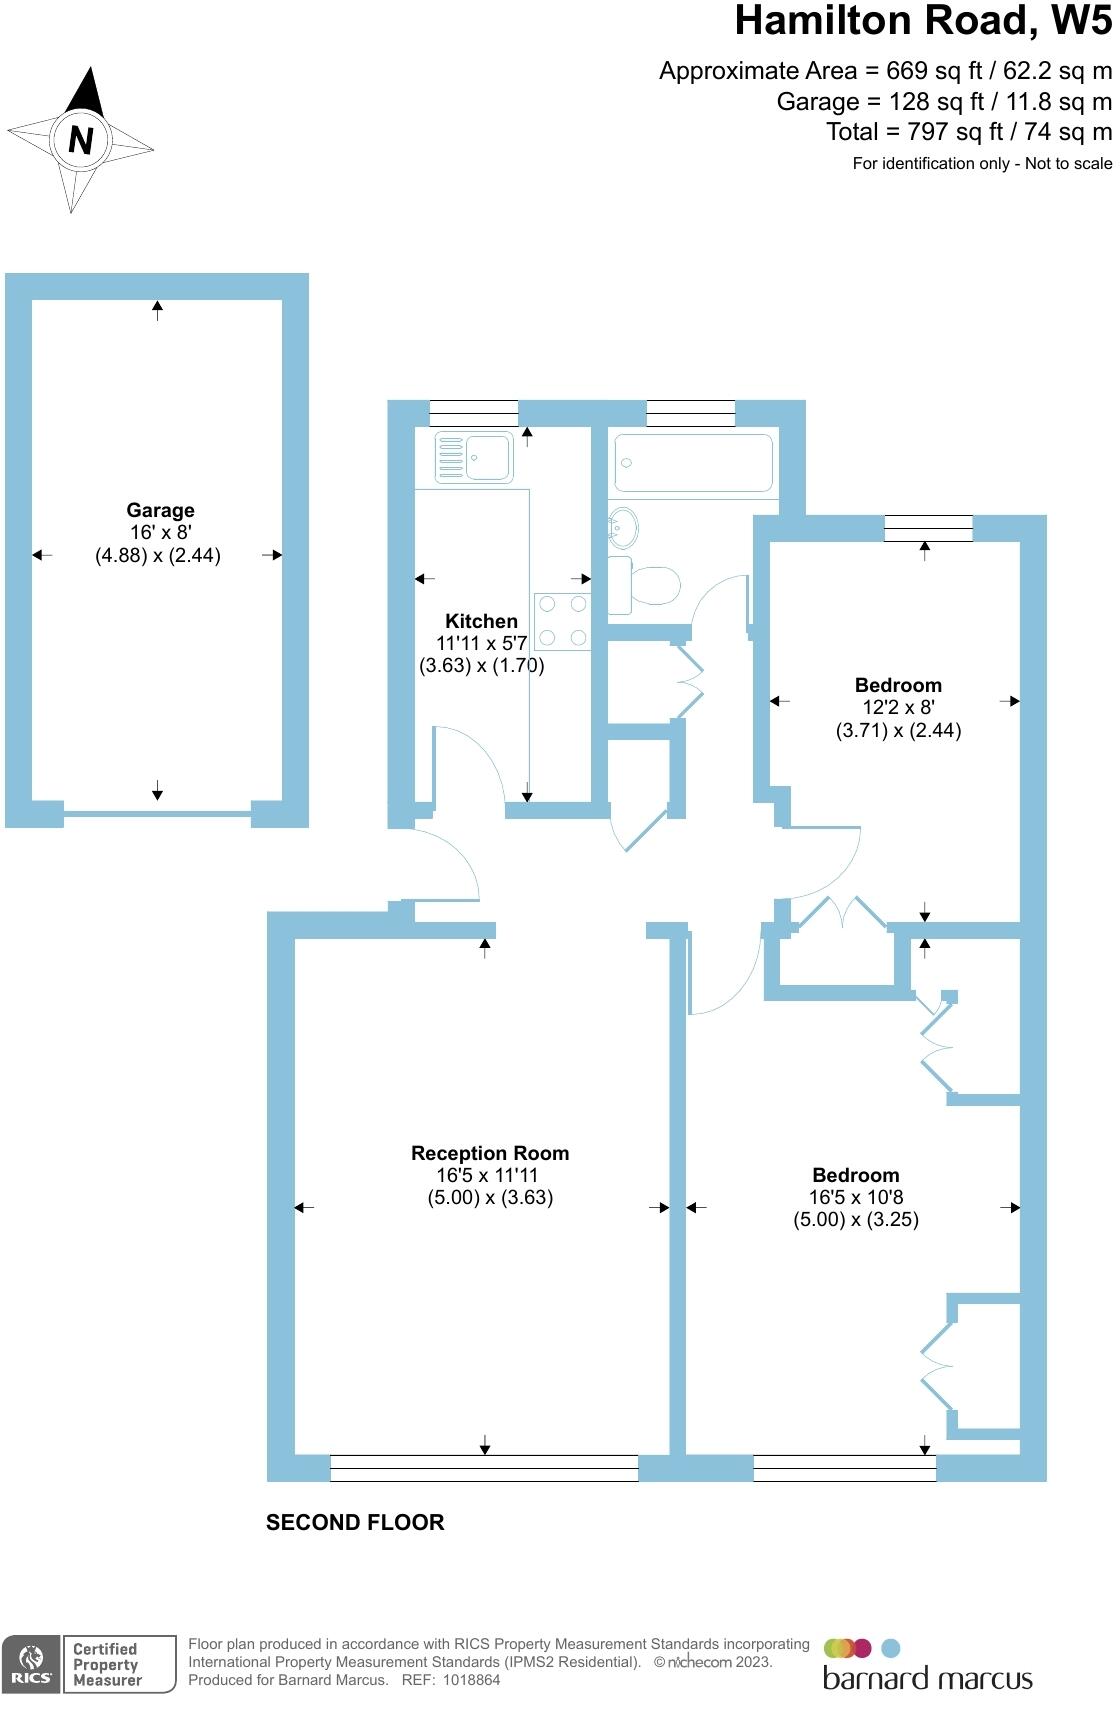 Hamilton Road, W5
Approximate Area = 669 sq ft / 62.2 sq m
Garage = 128 sq ft / 11.8 sq m
Total = 797 sq ft / 74 sq m
For identification only - Not to scale
N
Garage
16' x 8'
(4.88) x (2.44)
Kitchen
11'11 x 5'7
(3.63) x (1.70)
Bedroom
12'2 x 8'
(3.71) x (2.44)
Reception Room
16'5 x 11'11
(5.00) x (3.63)
Bedroom
16'5 x 10'8
(5.00) x (3.25)
SECOND FLOOR
RICS
Certified
Property
Measurer
Floor plan produced in accordance with RICS Property Measurement Standards incorporating
International Property Measurement Standards (IPMS2 Residential). © nichecom 2023.
Produced for Barnard Marcus. REF: 1018864
barnard marcus